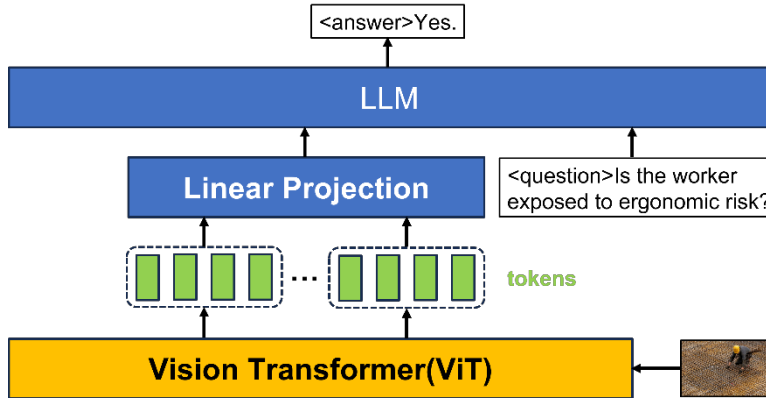 <answer>Yes.
LLM
Linear Projection
<question>Is the worker
exposed to ergonomic risk?
...
tokens
Vision Transformer(ViT)